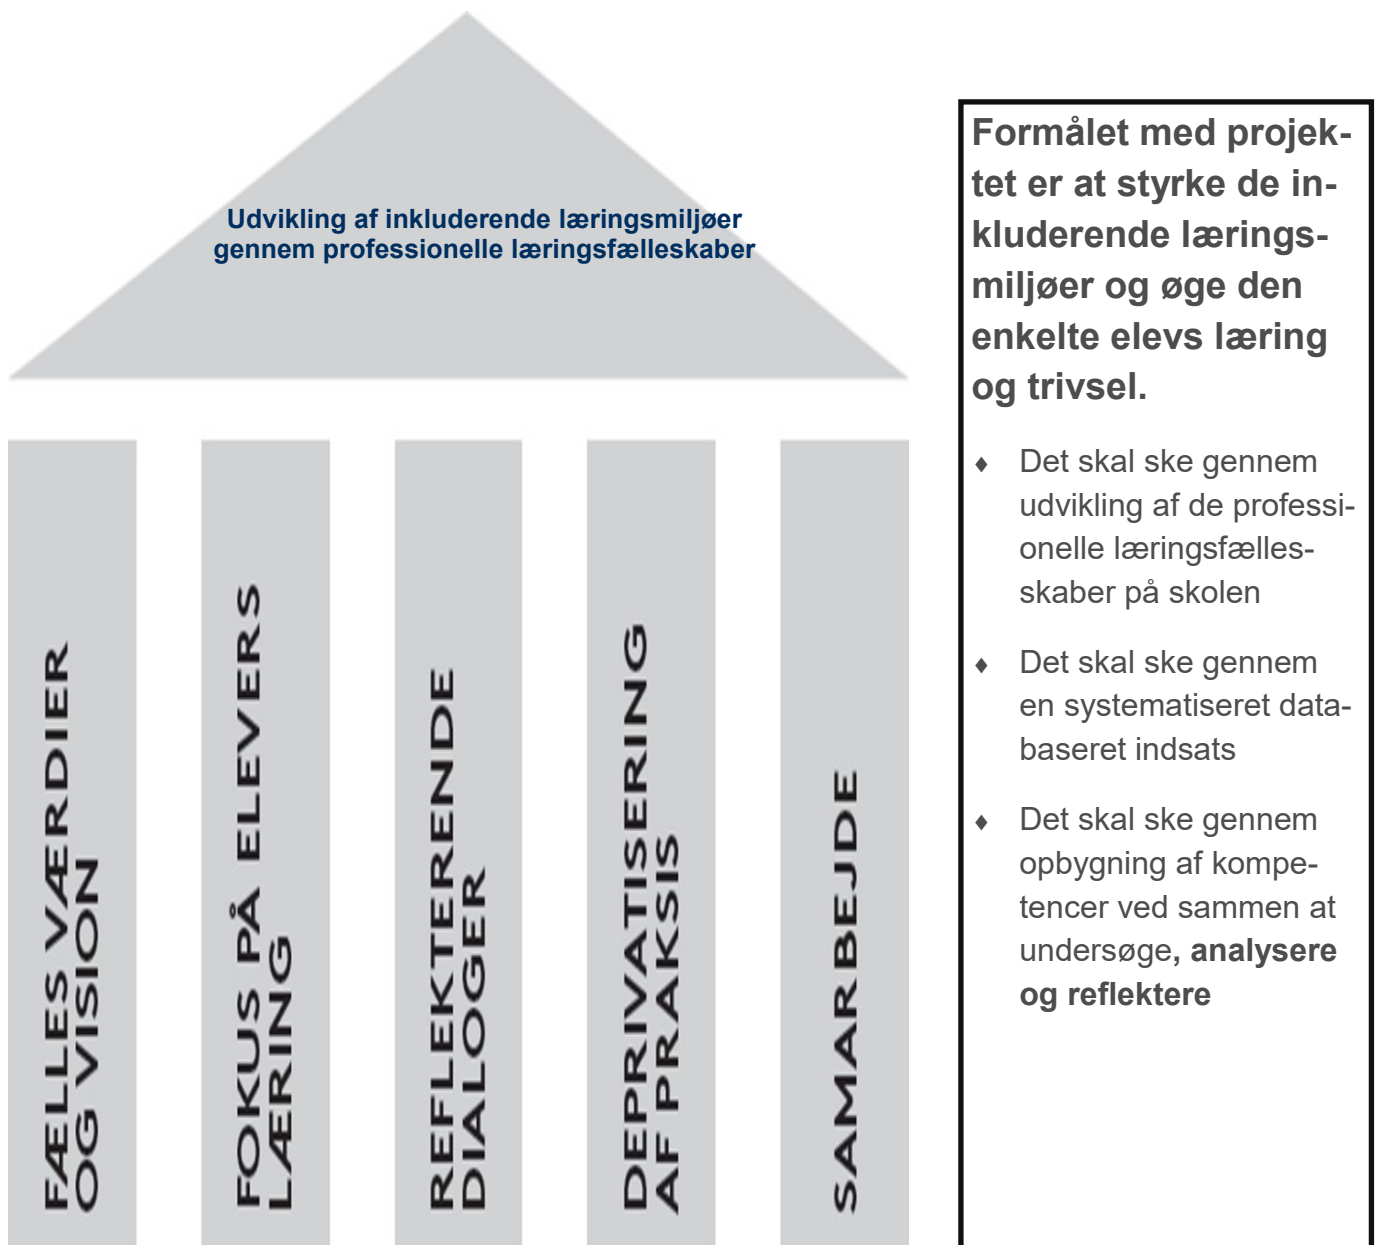 Udvikling af inkluderende læringsmiljøer
gennem professionelle læringsfælleskaber
FÆLLES VÆRDIER
OG VISION
FOKUS PÅ ELEVERS
LÆRING
REFLEKTERENDE
DIALOGER
DEPRIVATISERING
AF PRAKSIS
SAMARBEJDE
Formålet med projek-
tet er at styrke de in-
kluderende lærings-
miljøer og øge den
enkelte elevs læring
og trivsel.
♦ Det skal ske gennem
udvikling af de professi-
onelle læringsfælles-
skaber på skolen
♦ Det skal ske gennem
en systematiseret data-
baseret indsats
♦ Det skal ske gennem
opbygning af kompe-
tencer ved sammen at
undersøge, analysere
og reflektere